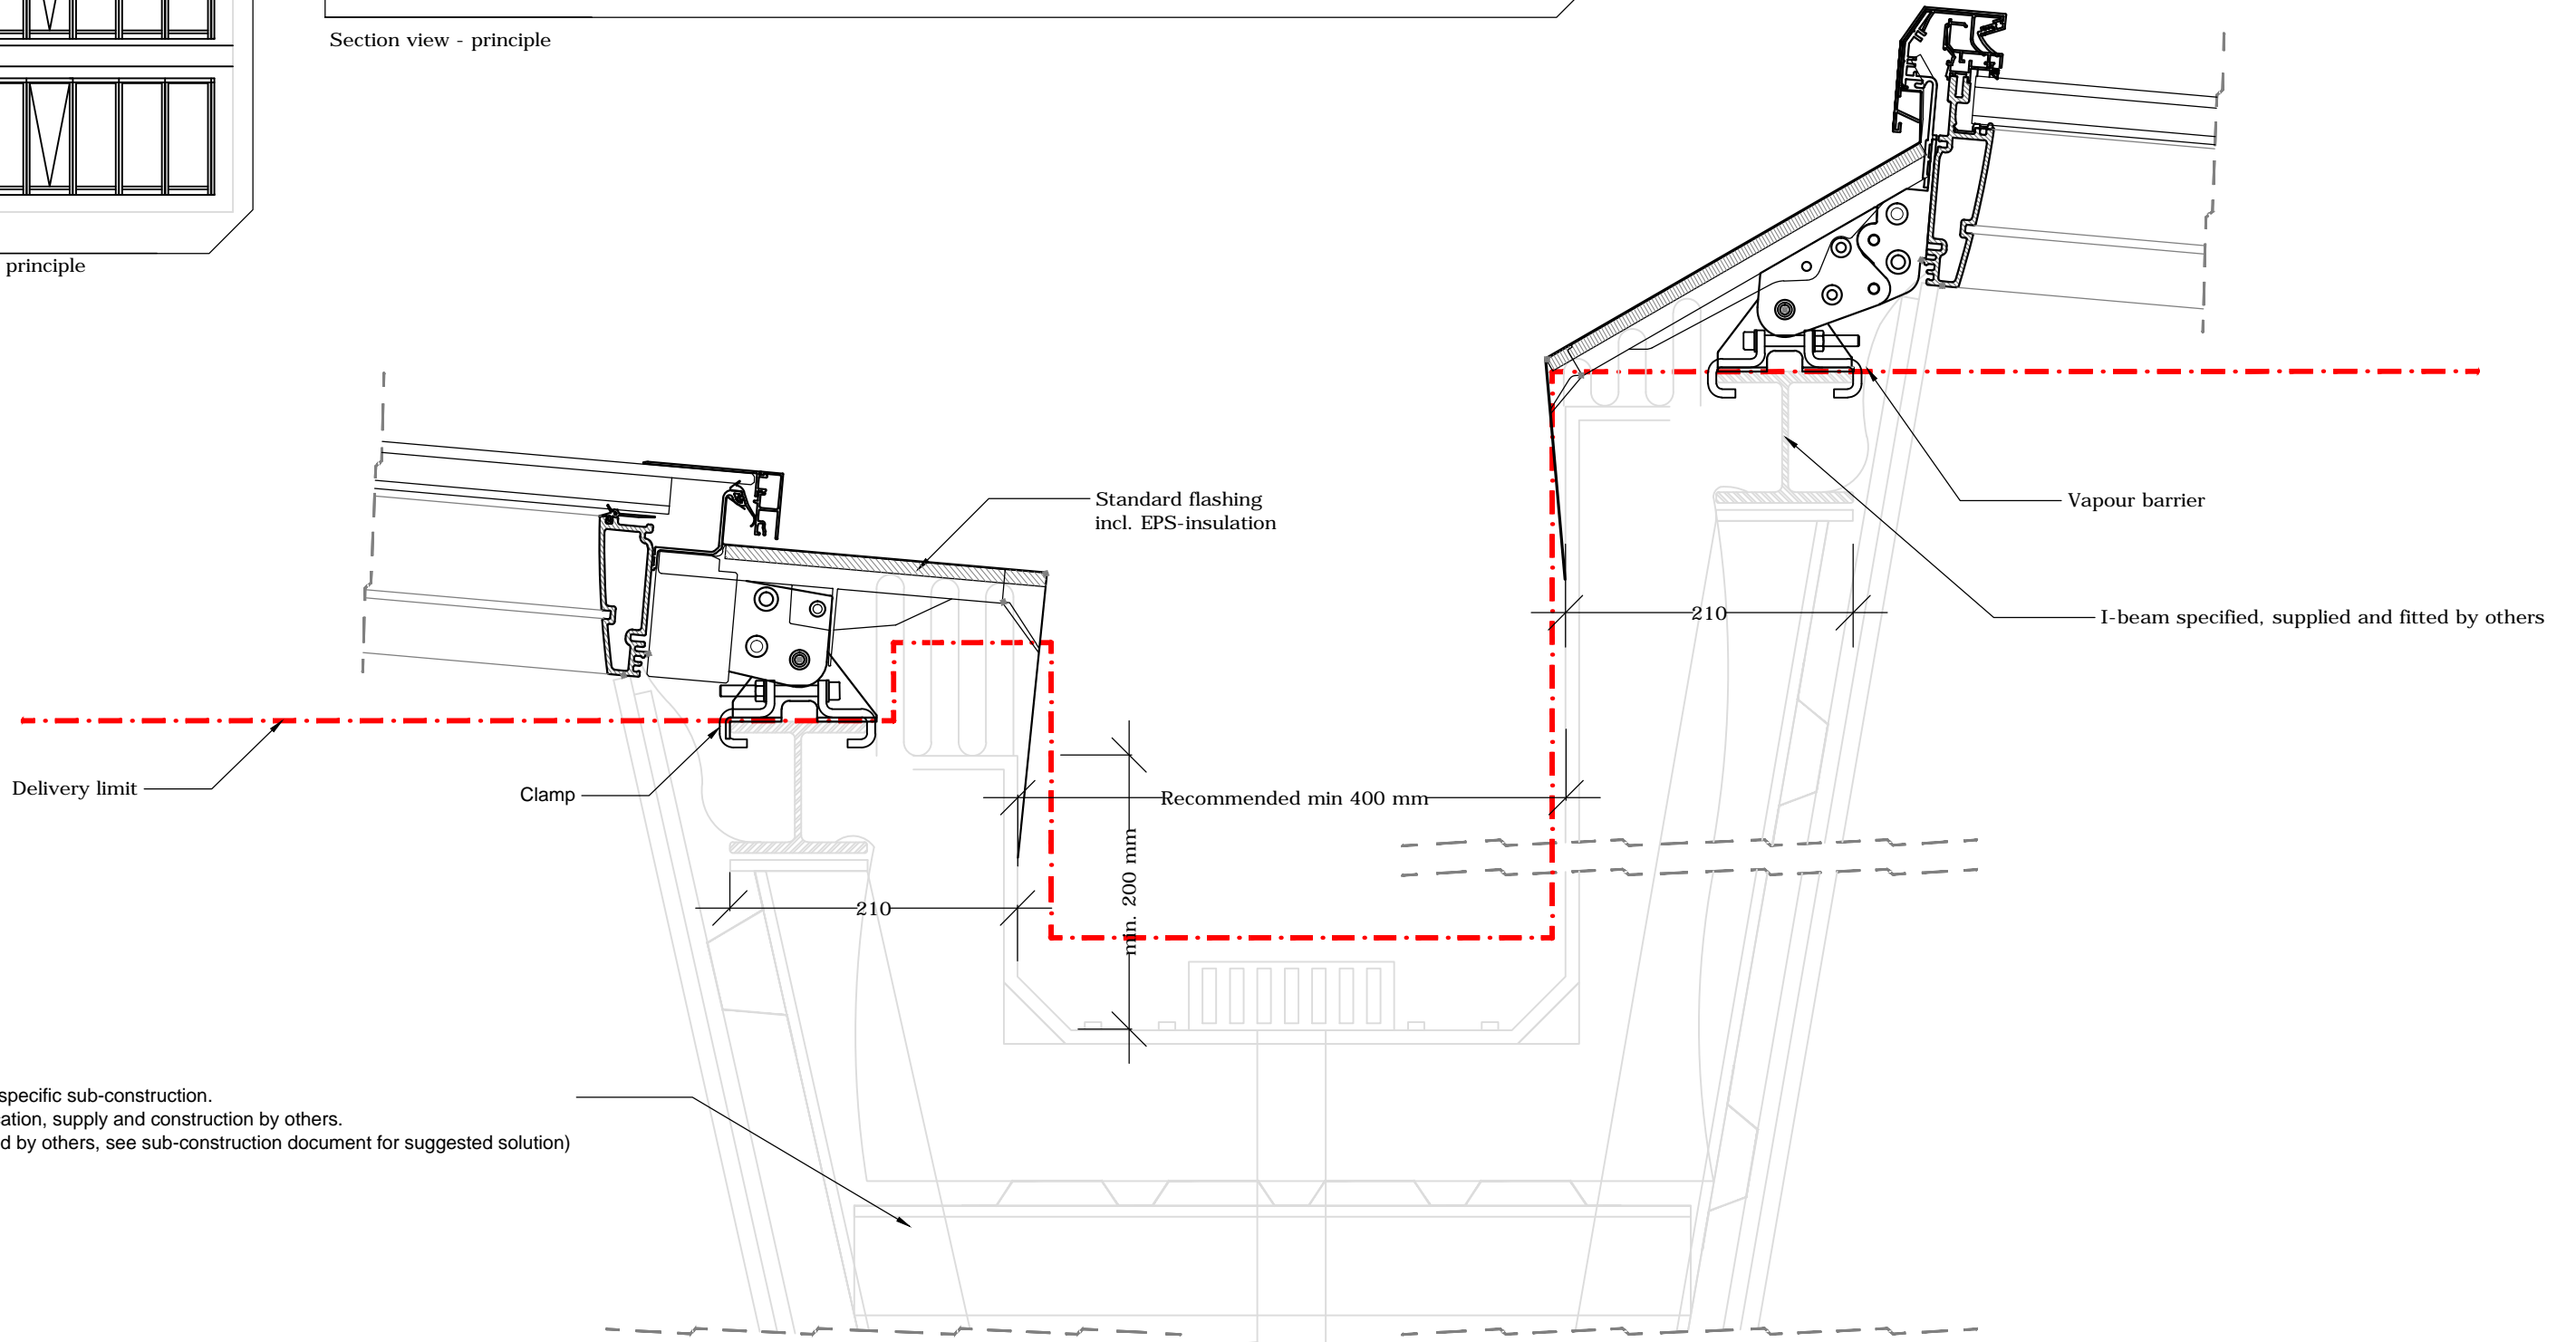 Section view - principle
principle
Standard flashing
incl. EPS-insulation
Vapour barrier
210
I-beam specified, supplied and fitted by others
Delivery limit
Clamp
Recommended min 400 mm
min. 200 mm
210
specific sub-construction.
cation, supply and construction by others.
d by others, see sub-construction document for suggested solution)